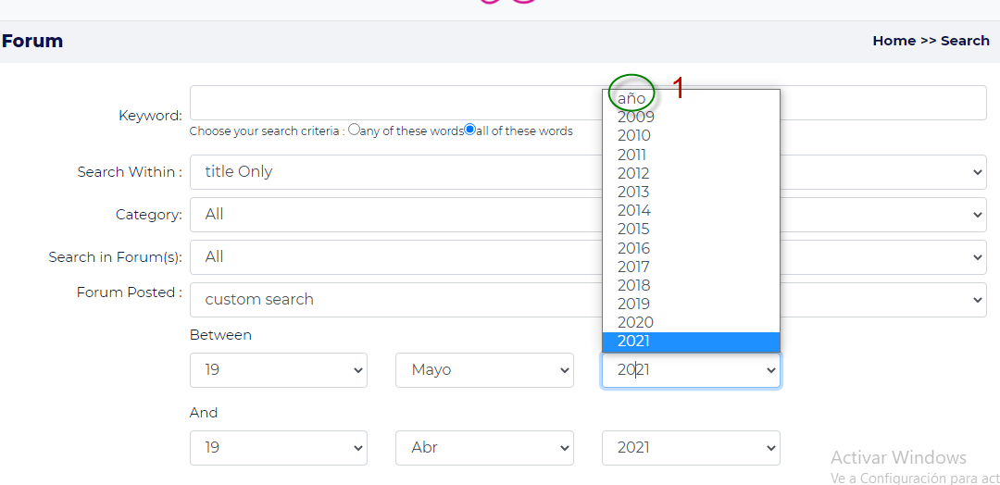 Forum
Home >> Search
1
Keyword:
Choose your search criteria : any of these words all of these words
Search Within :
title Only
Category:
All
Search in Forum(s):
All
Forum Posted :
custom search
año
2009
2010
2011
2012
2013
2014
2015
2016
2017
2018
2019
2020
2021
Between
19
Mayo
2021
And
19
Abr
2021
Activar Windows
Ve a Configuración para act